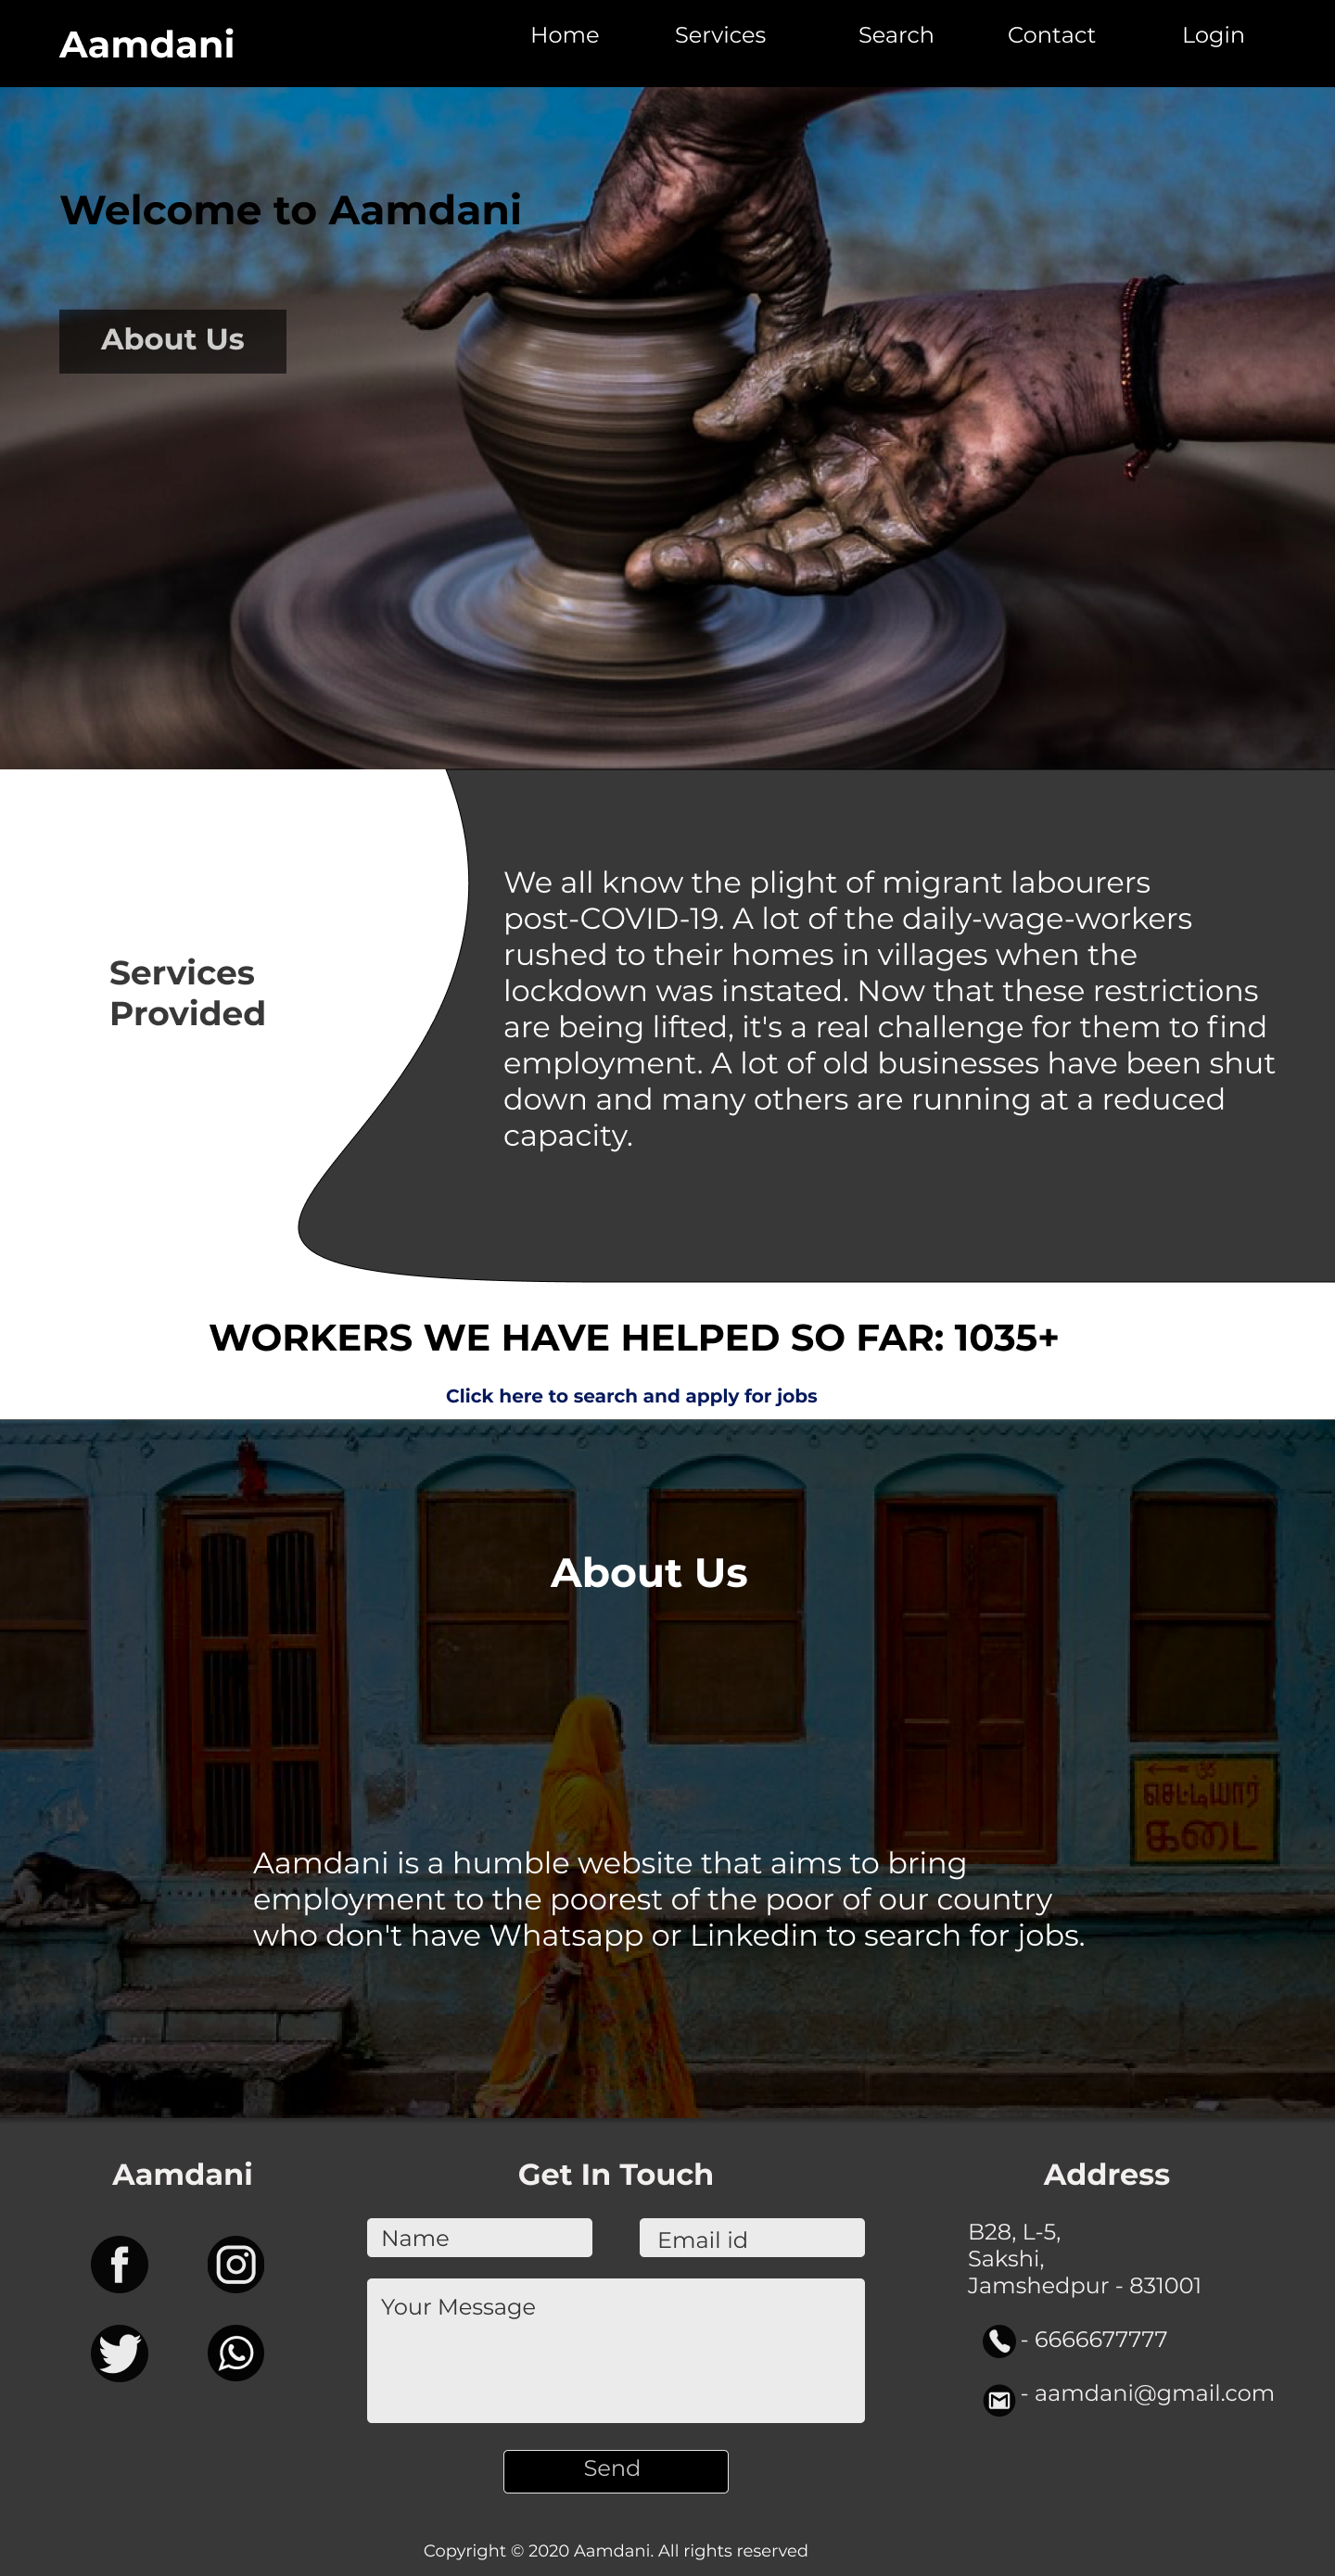 Aamdani
Home Services Search Contact Login
Welcome to Aamdani
About Us
Services
Provided
We all know the plight of migrant labourers
post-COVID-19. A lot of the daily-wage-workers
rushed to their homes in villages when the
lockdown was instated. Now that these restrictions
are being lifted, it's a real challenge for them to find
employment. A lot of old businesses have been shut
down and many others are running at a reduced
capacity.
WORKERS WE HAVE HELPED SO FAR: 1035+
Click here to search and apply for jobs
About Us
செட்டியார்
கடை
Aamdani is a humble website that aims to bring
employment to the poorest of the poor of our country
who don't have Whatsapp or Linkedin to search for jobs.
Aamdani
Get In Touch
Name
Email id
Your Message
Send
Address
B28, L-5,
Sakshi,
Jamshedpur - 831001
- 6666677777
- aamdani@gmail.com
Copyright © 2020 Aamdani. All rights reserved